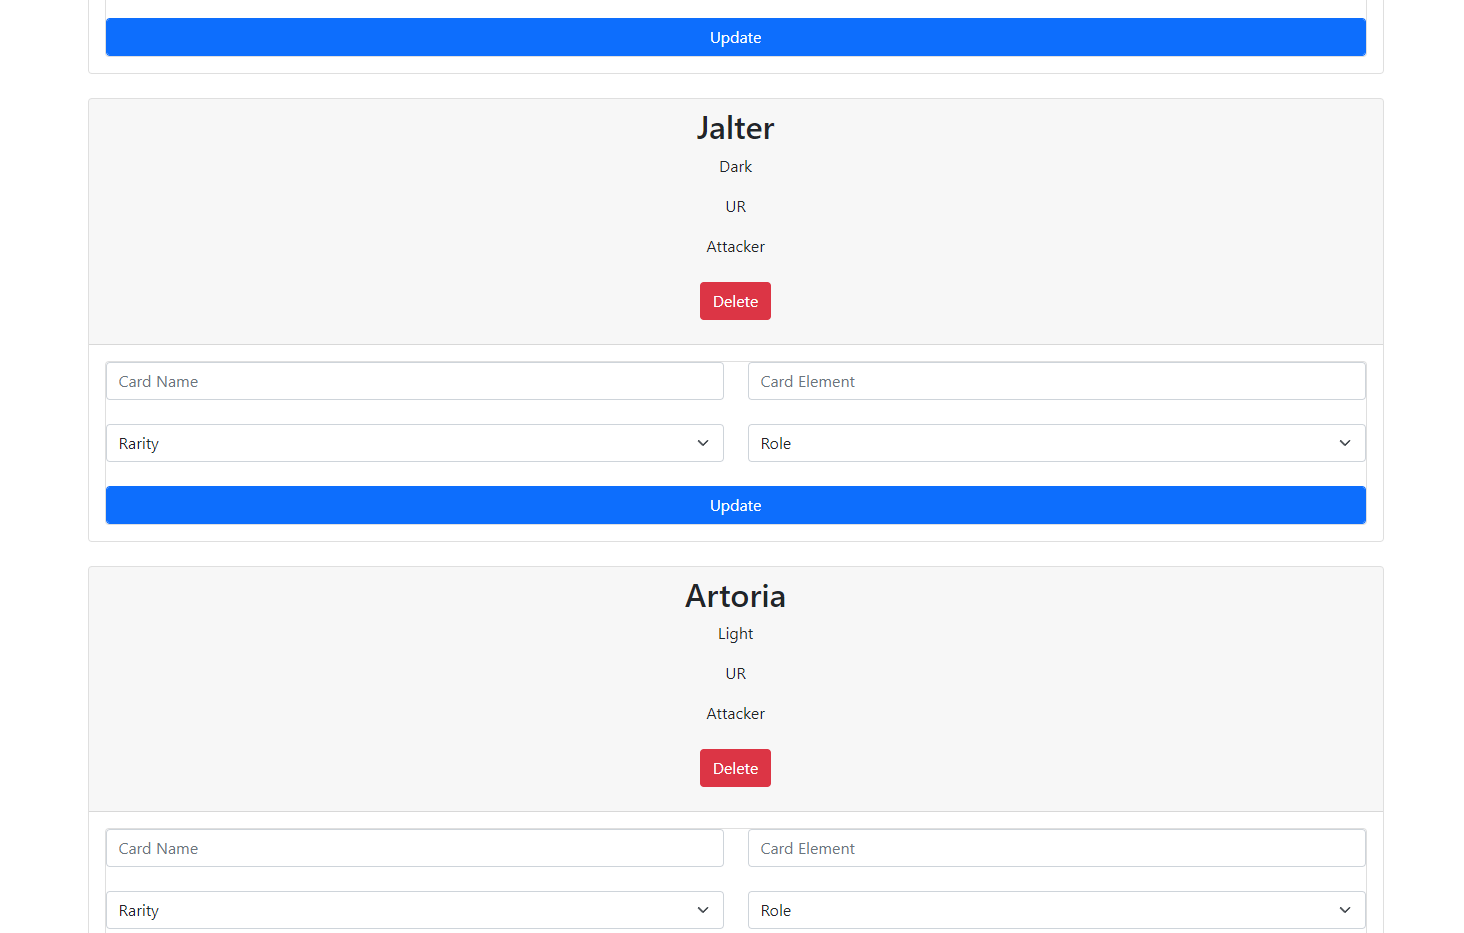 Update
Jalter
Dark
UR
Attacker
Delete
Card Name
Card Element
Rarity
Role
Update
Artoria
Light
UR
Attacker
Delete
Card Name
Card Element
Rarity
Role